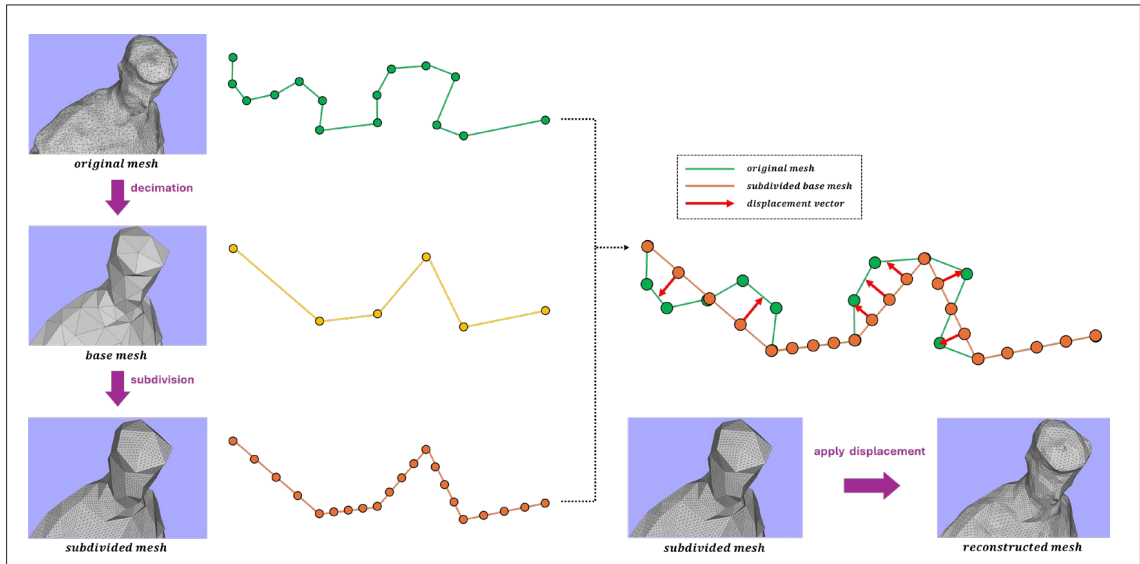 original mesh
decimation
base mesh
subdivision
subdivided mesh
original mesh
subdivided base mesh
displacement vector
apply displacement
subdivided mesh
reconstructed mesh